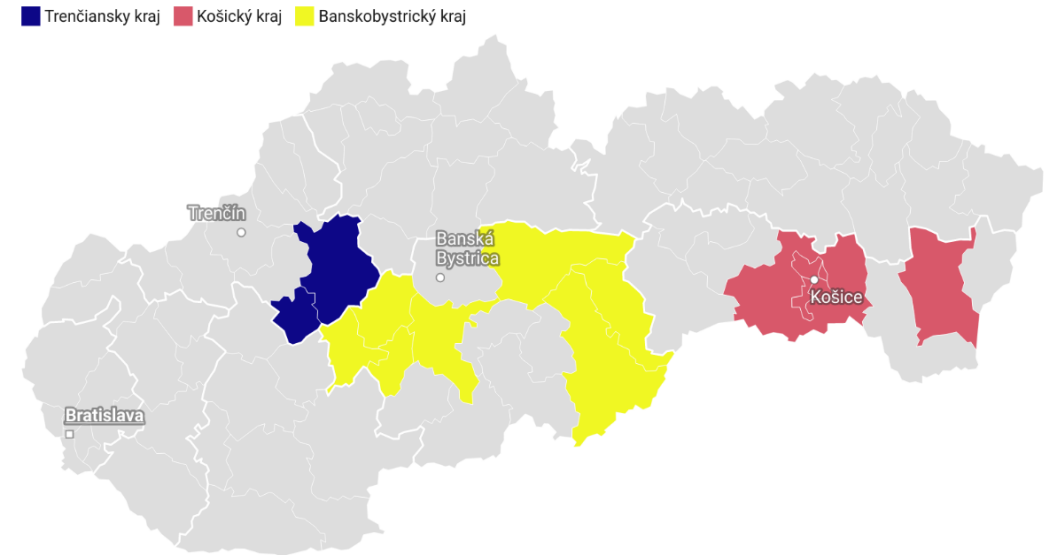 Trenčiansky kraj Košický kraj Banskobystrický kraj
Trenčín
Banská
Bystrica
Košice
Bratislava